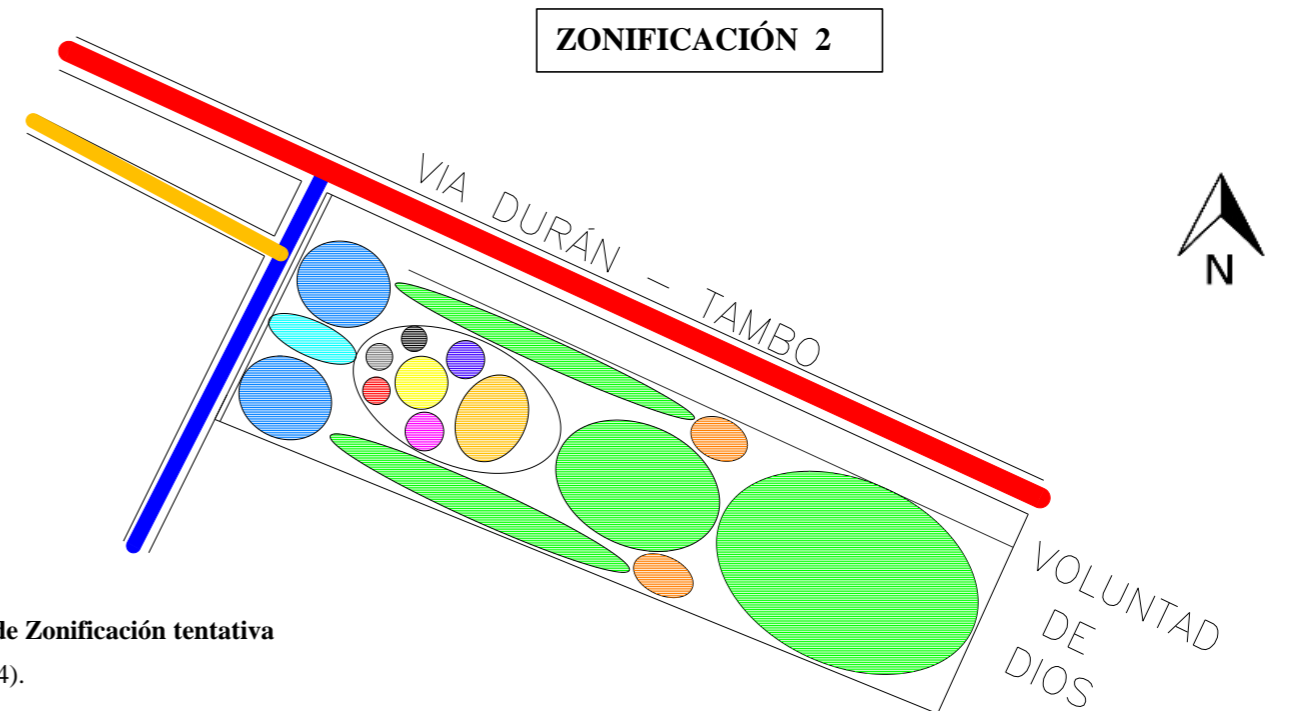 ZONIFICACIÓN 2
VIA DURÁN - TAMBO
N
VOLUNTAD
DE
DIOS
de Zonificación tentativa
4).